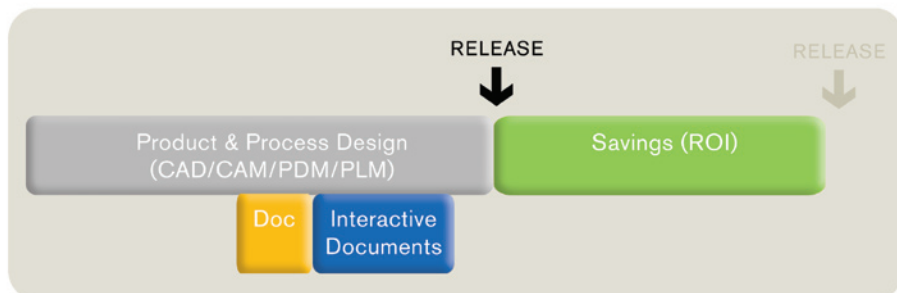 RELEASE
RELEASE
Product & Process Design
(CAD/CAM/PDM/PLM)
Savings (ROI)
Doc
Interactive
Documents